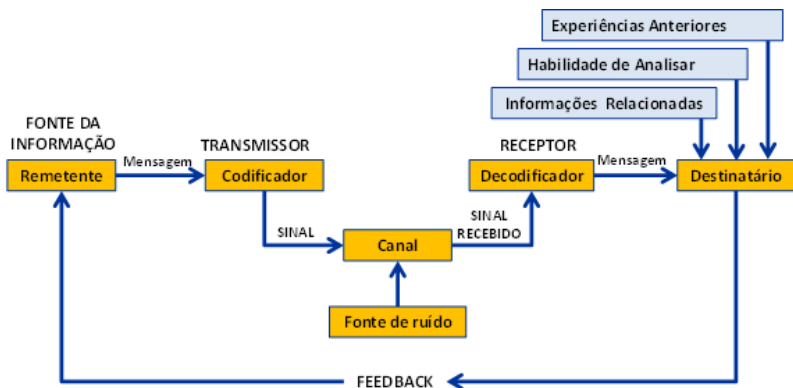 Experiências Anteriores
Habilidade de Analisar
Informações Relacionadas
FONTE DA
INFORMAÇÃO
TRANSMISSOR
RECEPTOR
Remetente
Mensagem
Codificador
Decodificador
Mensagem
Destinatário
SINAL
Canal
SINAL
RECEBIDO
Fonte de ruído
FEEDBACK